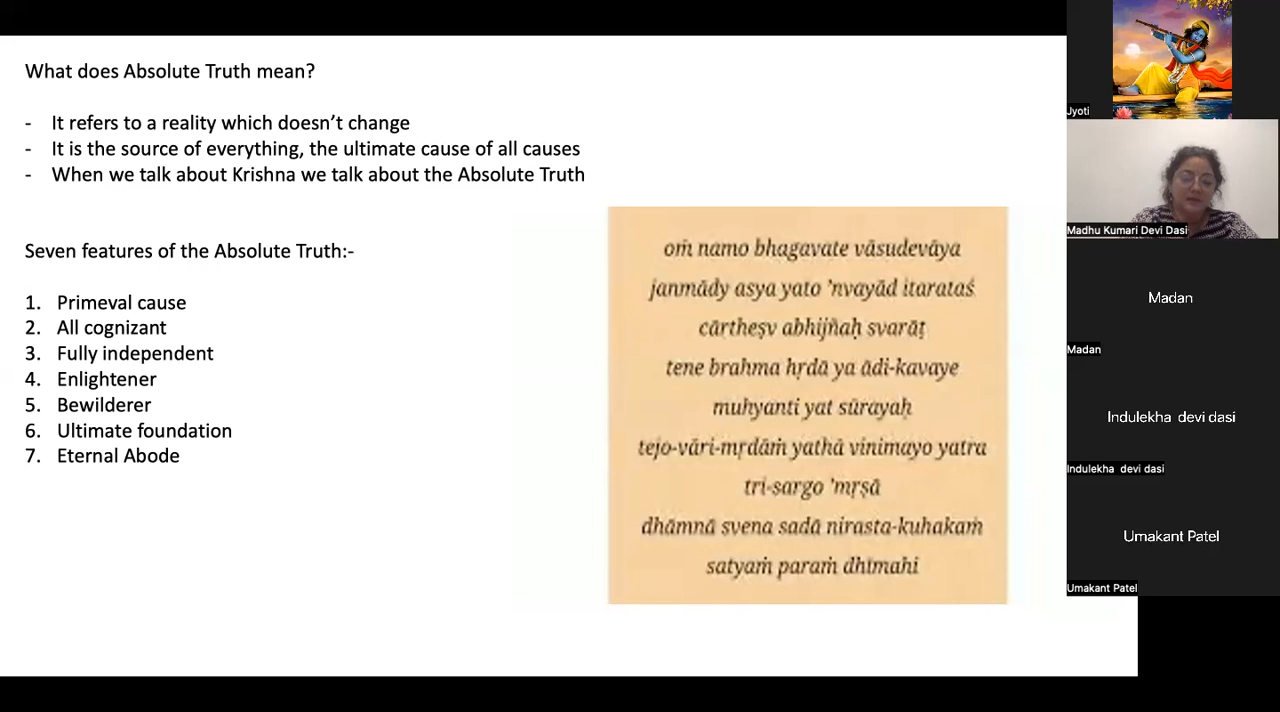 What does Absolute Truth mean?
- It refers to a reality which doesn't change
- It is the source of everything, the ultimate cause of all causes
- When we talk about Krishna we talk about the Absolute Truth
Seven features of the Absolute Truth:-
1. Primeval cause
2. All cognizant
3. Fully independent
4. Enlightener
5. Bewilderer
6. Ultimate foundation
7. Eternal Abode
oṁ namo bhagavate vāsudevāya
janmādy asya yato 'nvayād itarataś
cārtheṣv abhijñaḥ svarāṭ
tene brahma hṛdā ya ādi-kavaye
muhyanti yat sūrayaḥ
tejo-vāri-mṛdāṁ yathā vinimayo yatra
tri-sargo 'mṛṣā
dhāmnā svena sadā nirasta-kuhakaṁ
satyaṁ paraṁ dhīmahi
Jyoti
Madhu Kumari Devi Dasi
Madan
Madan
Indulekha devi dasi
Indulekha devi dasi
Umakant Patel
Umakant Patel